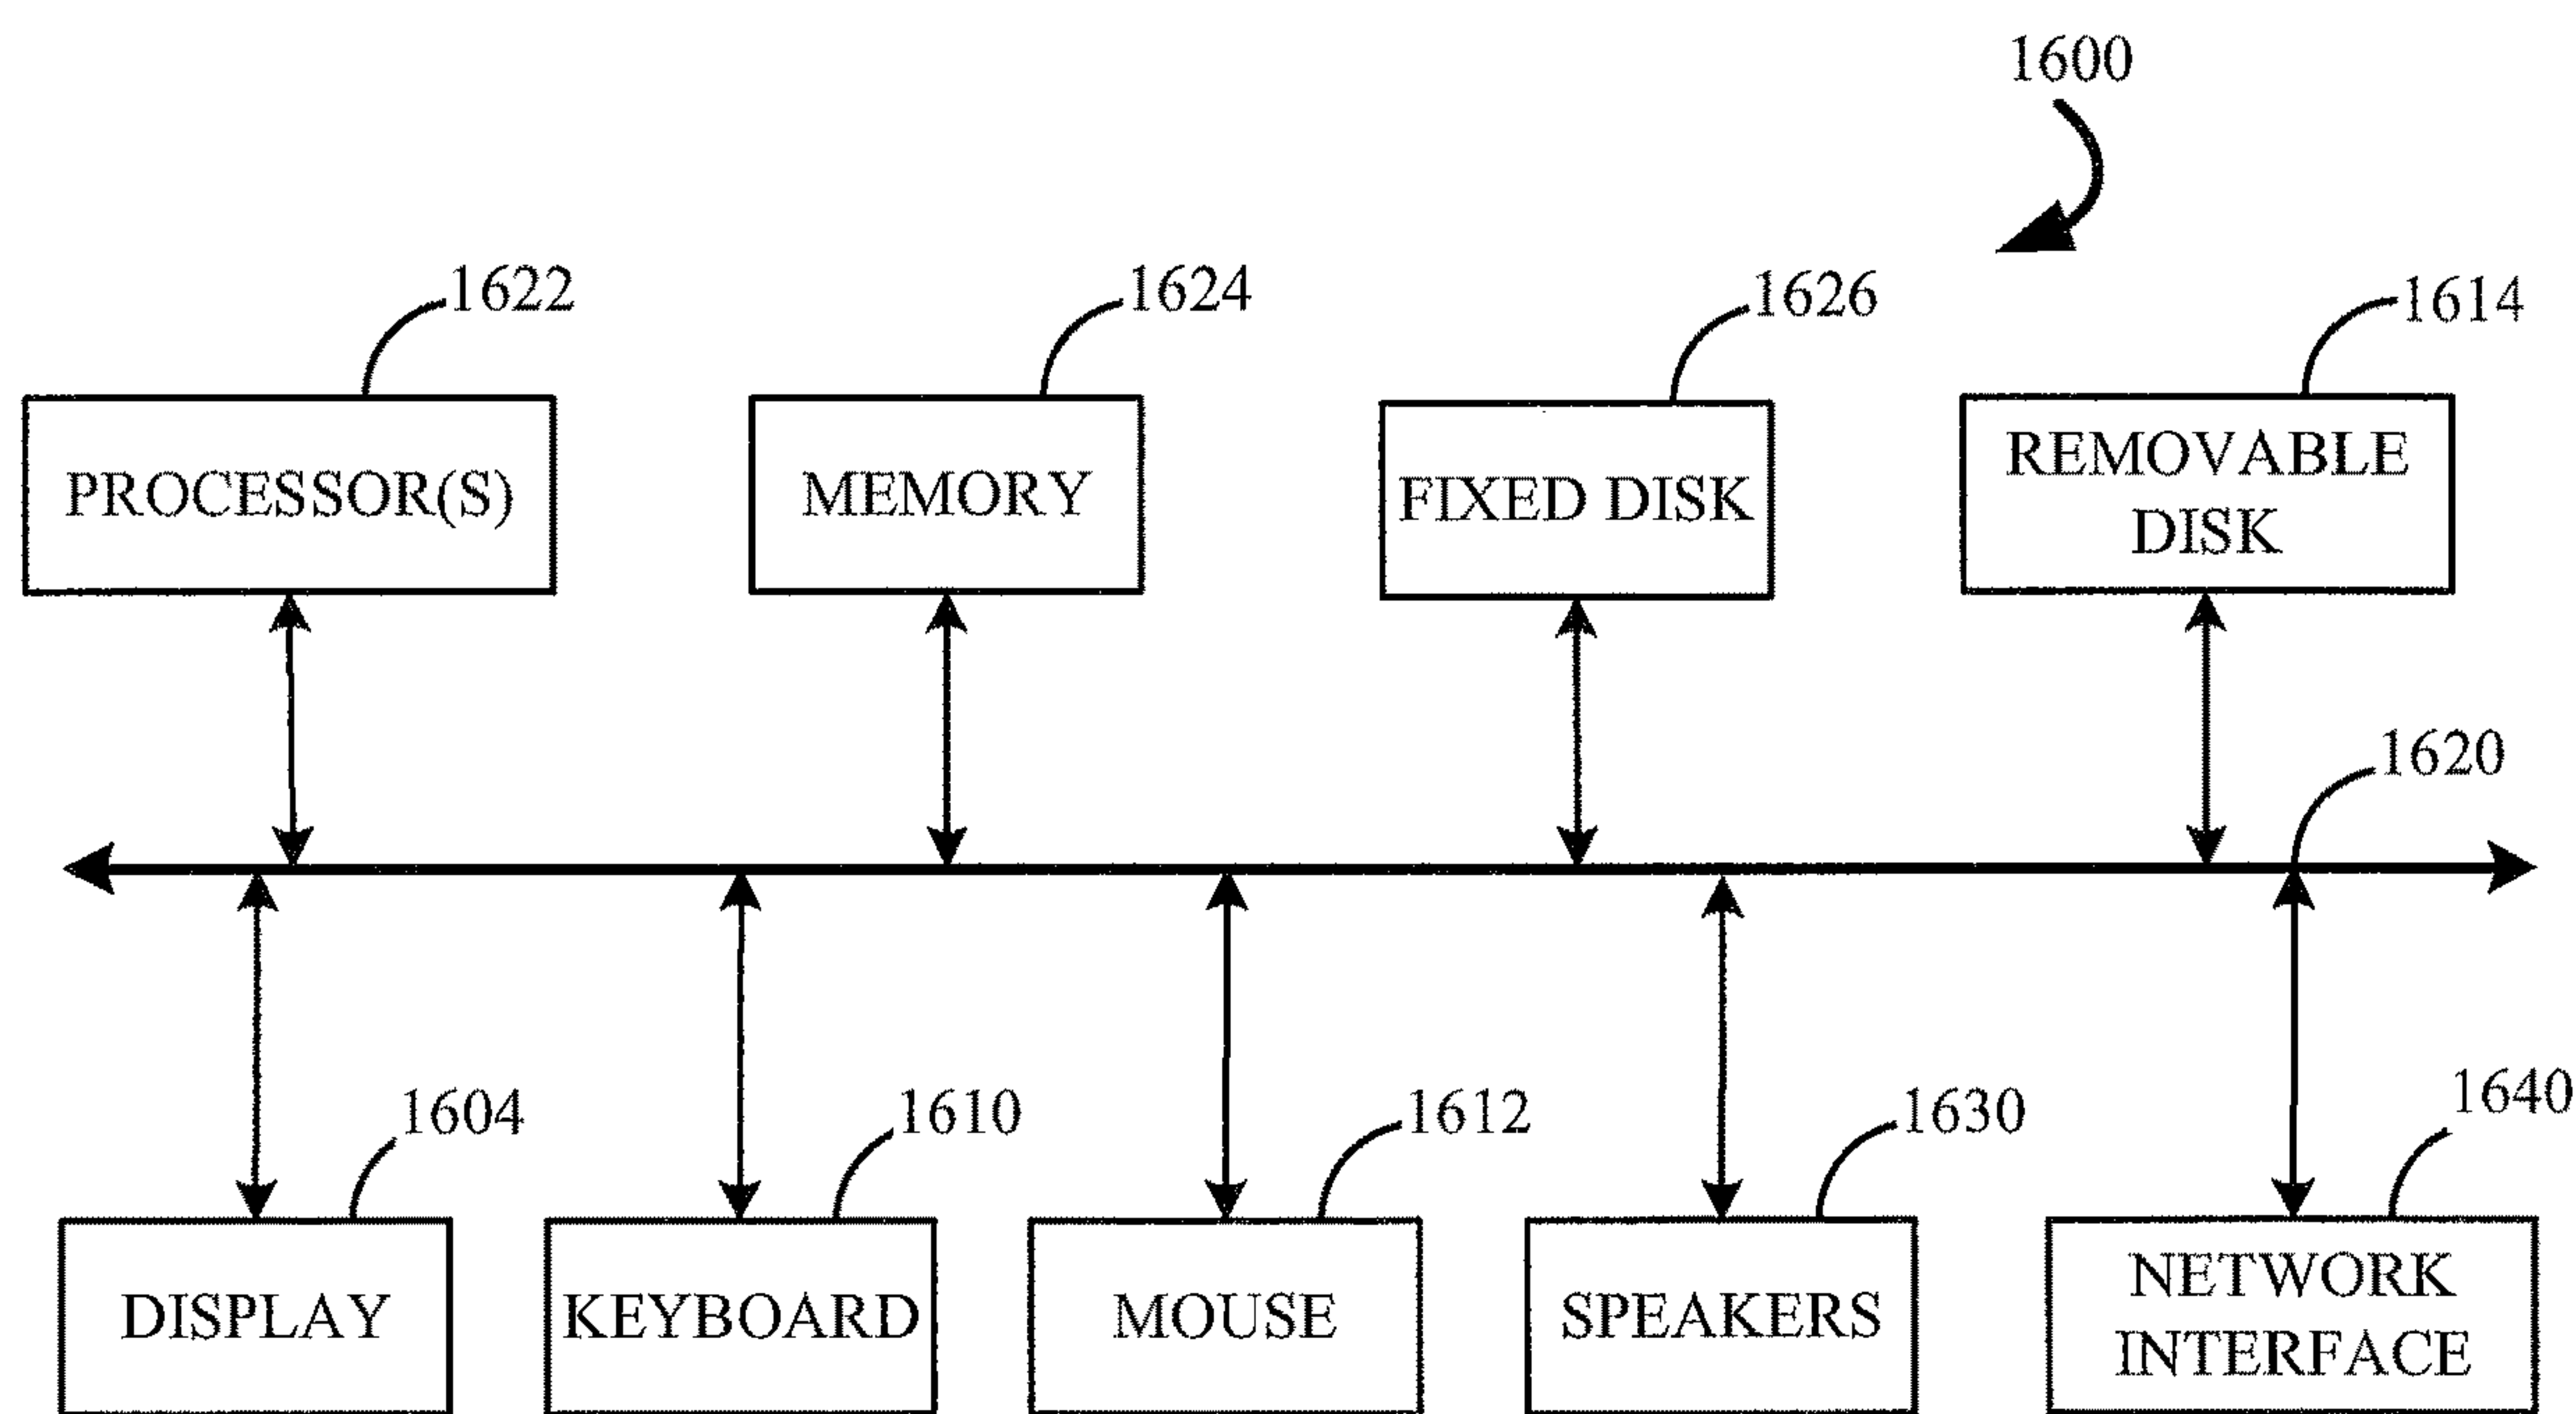 1600
1622
1624
1626
1614
PROCESSOR(S)
MEMORY
FIXED DISK
REMOVABLE
DISK
1620
1604
1610
1612
1630
1640
DISPLAY
KEYBOARD
MOUSE
SPEAKERS
NETWORK
INTERFACE